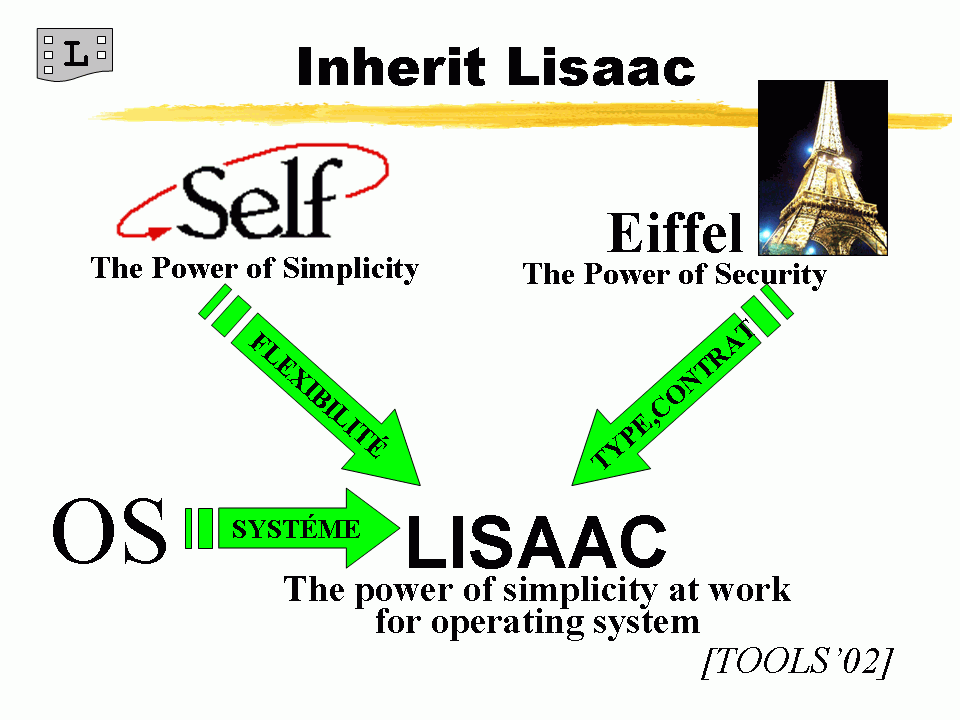 L
Inherit Lisaac
Self
The Power of Simplicity
Eiffel
The Power of Security
FLEXIBILITÉ
TYPE,CONTRAT
OS
SYSTÉME
LISAAC
The power of simplicity at work
for operating system
[TOOLS’02]